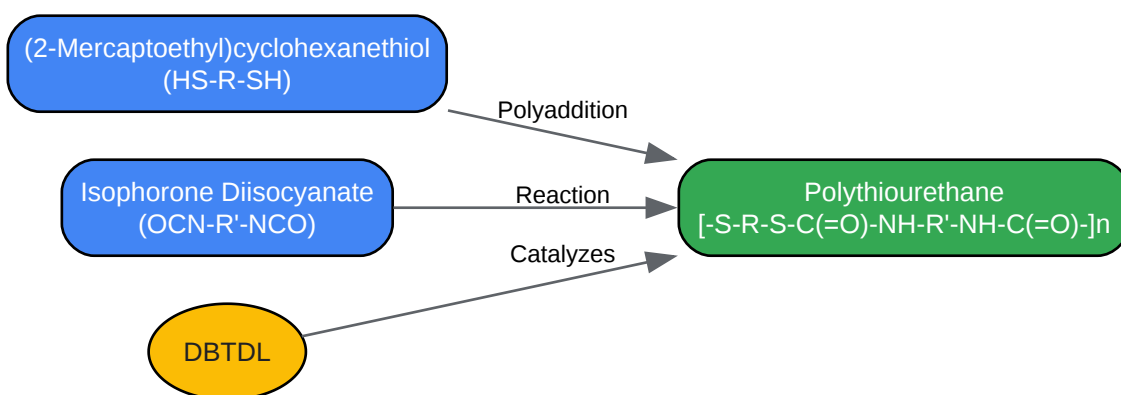 (2-Mercaptoethyl)cyclohexanethiol
(HS-R-SH)
Polyaddition
Isophorone Diisocyanate
(OCN-R'-NCO)
Reaction
Polythiourethane
[-S-R-S-C(=O)-NH-R'-NH-C(=O)-]n
Catalyzes
DBTDL